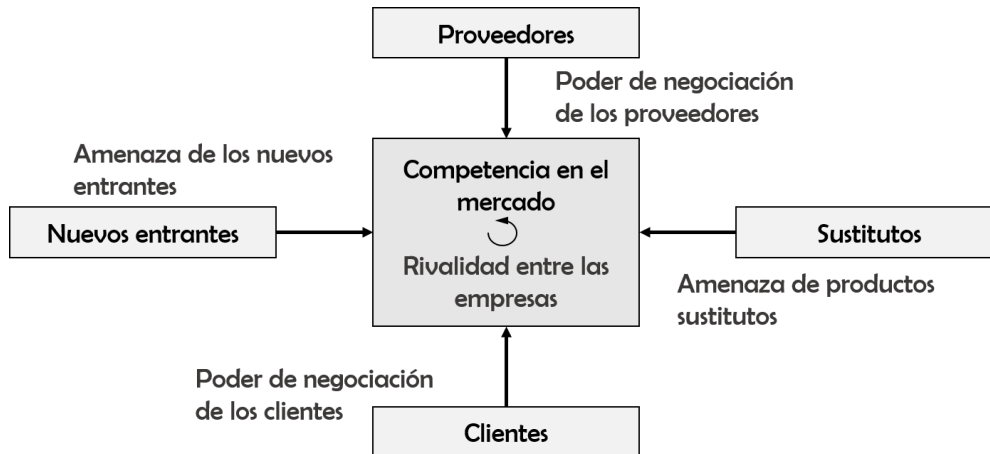 Proveedores
Poder de negociación
de los proveedores
Amenaza de los nuevos
entrantes
Competencia en el
mercado
Nuevos entrantes
Sustitutos
Rivalidad entre las
empresas
Amenaza de productos
sustitutos
Poder de negociación
de los clientes
Clientes